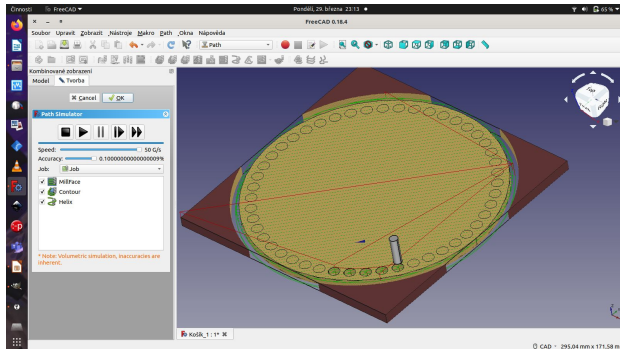 Činnosti
FreeCAD ▾
Pondělí, 29. března 23:13
65 %
FreeCAD 0.18.4
Soubor Upravit Zobrazit Nástroje Makro Path Okna Nápověda
Path
Kombinované zobrazení
Model Tvorba
Cancel OK
Path Simulator
Speed: 50 G/s
Accuracy: 0.10000000000000009%
Job: Job
MillFace
Contour
Helix
* Note: Volumetric simulation, inaccuracies are
inherent.
Košík_1 : 1*
CAD 295,04 mm x 171,58 m